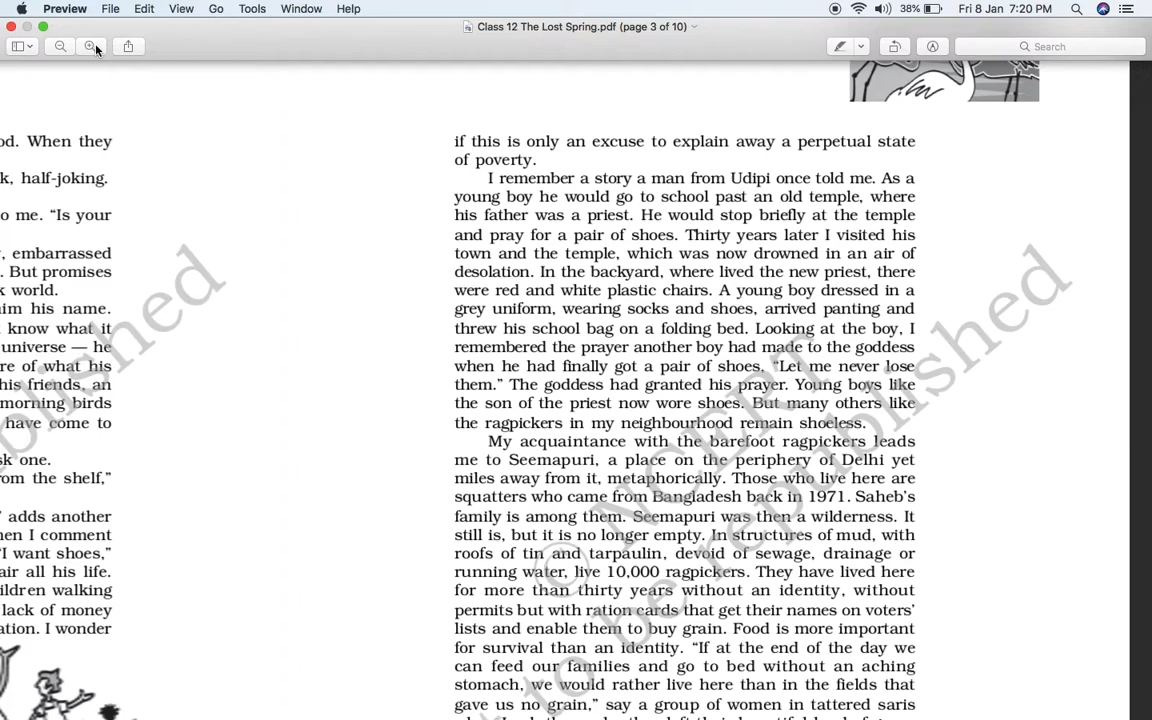 Preview File Edit View Go Tools Window Help
38% Fri 8 Jan 7:20 PM
Class 12 The Lost Spring.pdf (page 3 of 10)
Search
od. When they
k, half-joking.
o me. “Is your
, embarrassed
. But promises
k world.
im his name.
know what it
universe — he
re of what his
his friends, an
morning birds
have come to
sk one.
om the shelf,”
” adds another
hen I comment
“I want shoes,”
air all his life.
ildren walking
lack of money
ation. I wonder
if this is only an excuse to explain away a perpetual state
of poverty.
I remember a story a man from Udipi once told me. As a
young boy he would go to school past an old temple, where
his father was a priest. He would stop briefly at the temple
and pray for a pair of shoes. Thirty years later I visited his
town and the temple, which was now drowned in an air of
desolation. In the backyard, where lived the new priest, there
were red and white plastic chairs. A young boy dressed in a
grey uniform, wearing socks and shoes, arrived panting and
threw his school bag on a folding bed. Looking at the boy, I
remembered the prayer another boy had made to the goddess
when he had finally got a pair of shoes, “Let me never lose
them.” The goddess had granted his prayer. Young boys like
the son of the priest now wore shoes. But many others like
the ragpickers in my neighbourhood remain shoeless.
My acquaintance with the barefoot ragpickers leads
me to Seemapuri, a place on the periphery of Delhi yet
miles away from it, metaphorically. Those who live here are
squatters who came from Bangladesh back in 1971. Saheb’s
family is among them. Seemapuri was then a wilderness. It
still is, but it is no longer empty. In structures of mud, with
roofs of tin and tarpaulin, devoid of sewage, drainage or
running water, live 10,000 ragpickers. They have lived here
for more than thirty years without an identity, without
permits but with ration cards that get their names on voters’
lists and enable them to buy grain. Food is more important
for survival than an identity. “If at the end of the day we
can feed our families and go to bed without an aching
stomach, we would rather live here than in the fields that
gave us no grain,” say a group of women in tattered saris
© NCERT
to be republished
ublished